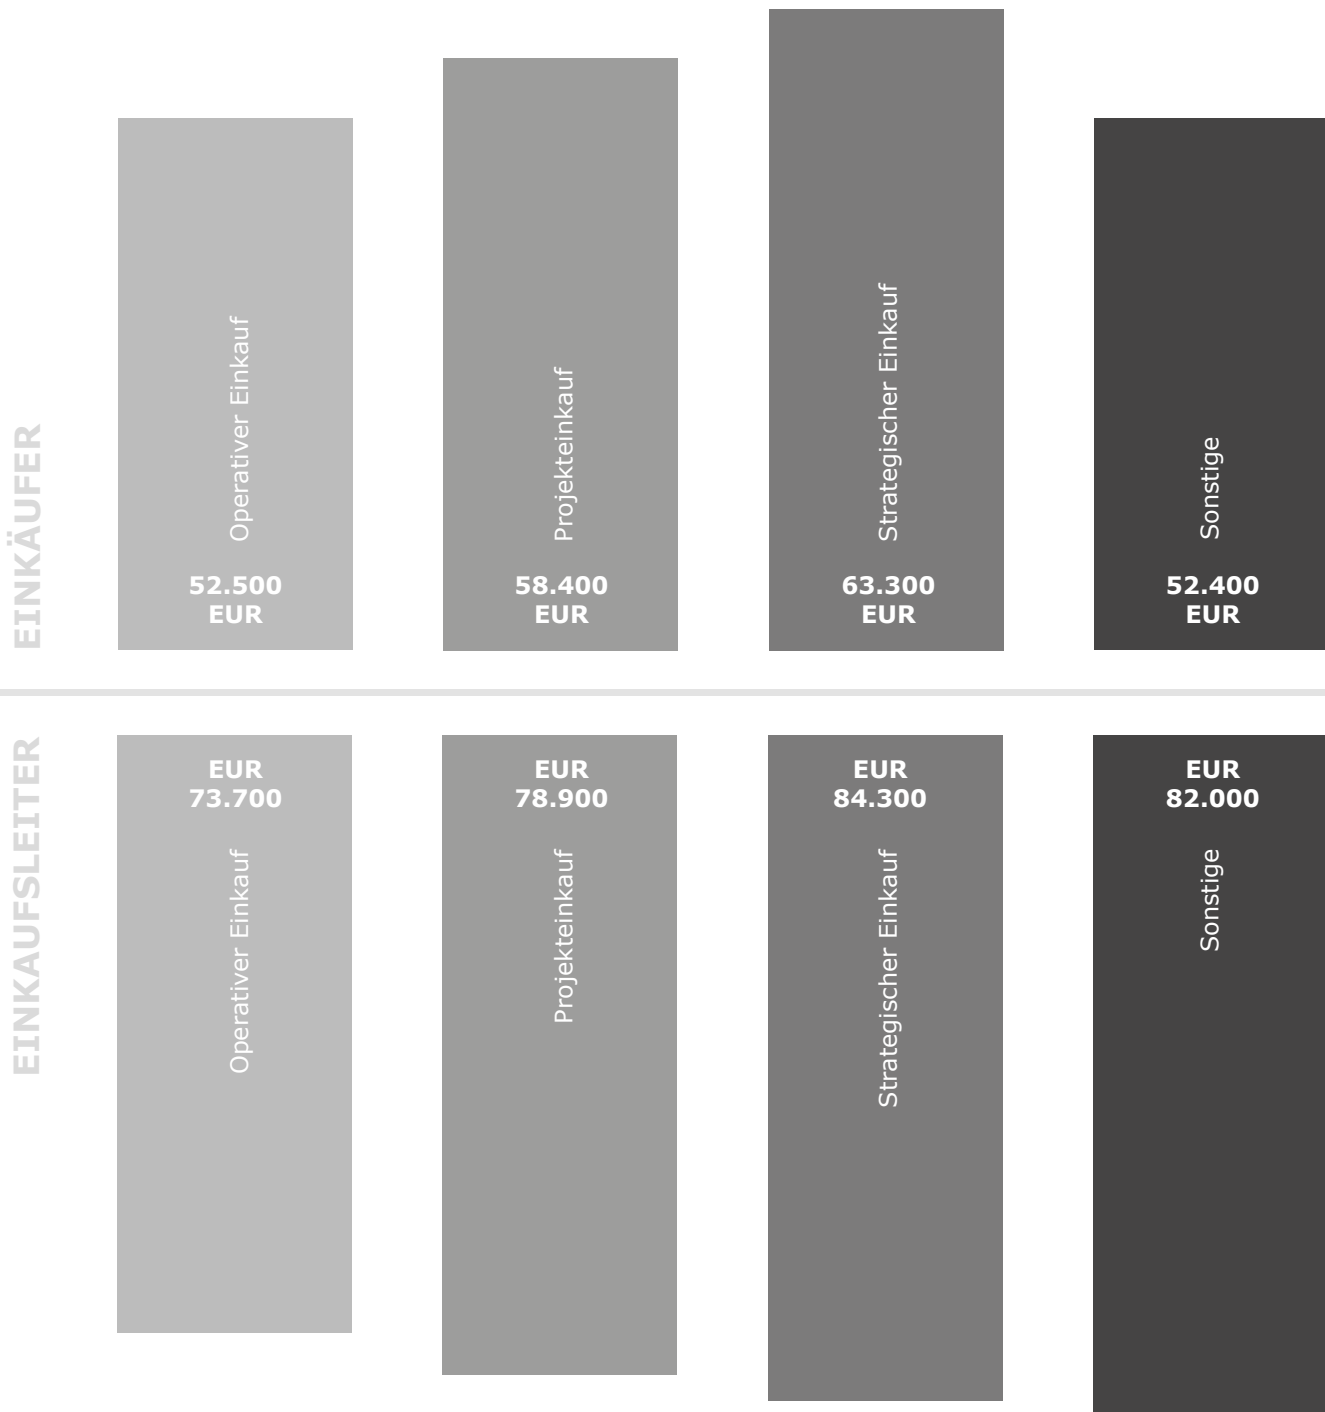 EINKÄUFER
Operativer Einkauf
52.500
EUR
Projekteinkauf
58.400
EUR
Strategischer Einkauf
63.300
EUR
Sonstige
52.400
EUR
EINKAUFSLEITER
EUR
73.700
Operativer Einkauf
EUR
78.900
Projekteinkauf
EUR
84.300
Strategischer Einkauf
EUR
82.000
Sonstige